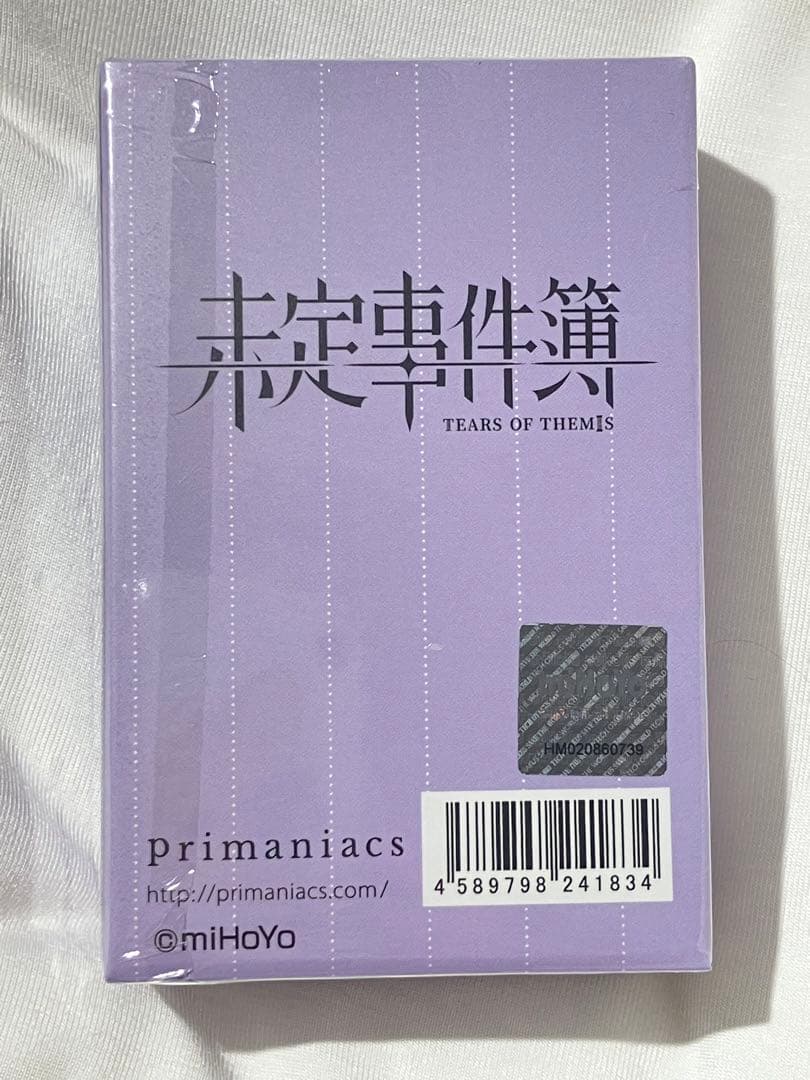 未定事件簿
TEARS OF THEMIS
HM020860739
primaniacs
http://primaniacs.com/
4 589798 241834
©miHoYo